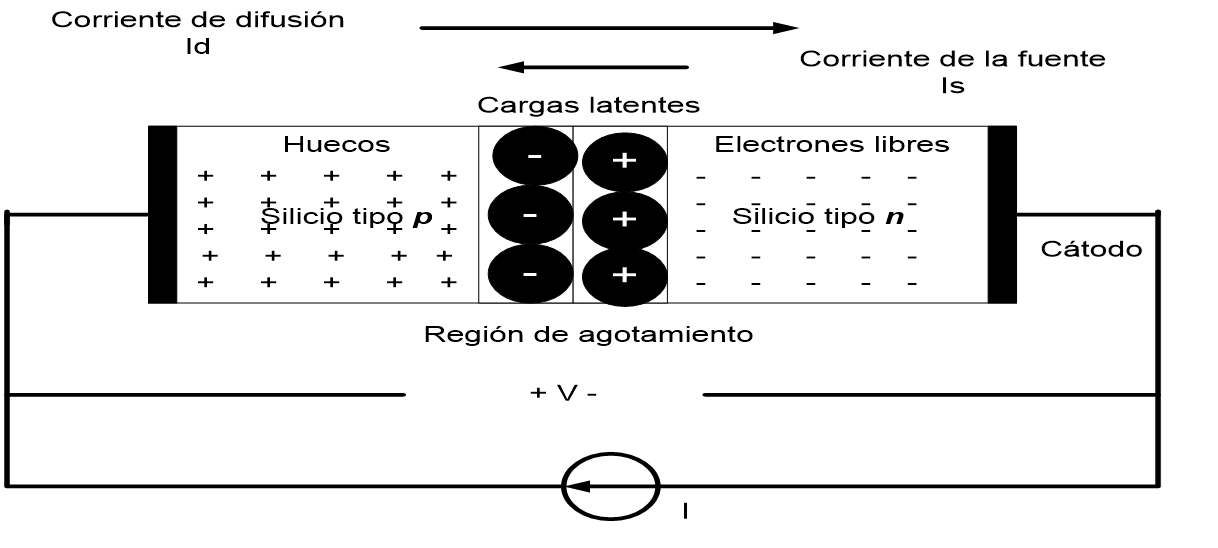 Corriente de difusión
Id
Corriente de la fuente
Is
Cargas latentes
Huecos
Electrones libres
+ + + + +
- - - - -
+ + + + +
- - - - -
Silicio tipo p
Silicio tipo n
+ + + + +
- - - - -
+ + + + +
- - - - -
+ + + + +
- - - - -
- +
- +
- +
Cátodo
Región de agotamiento
+ V -
I